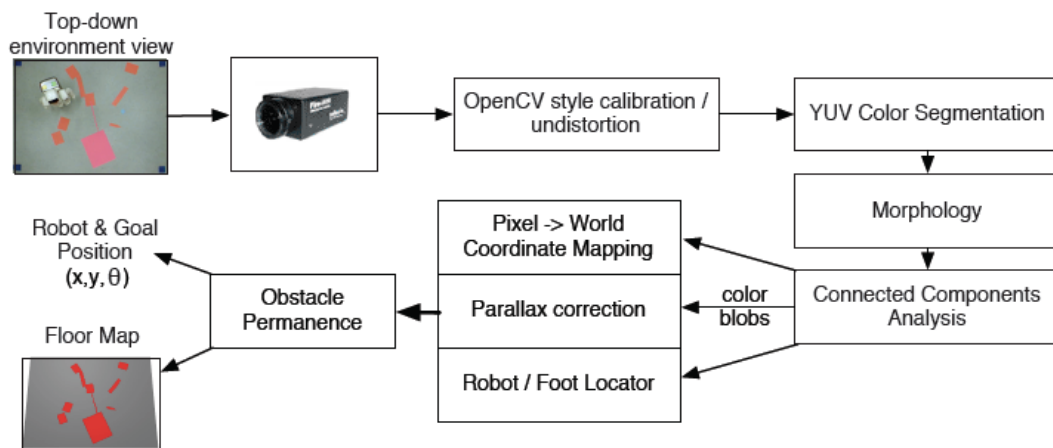 Top-down
environment view
OpenCV style calibration /
undistortion
YUV Color Segmentation
Morphology
Connected Components
Analysis
color
blobs
Pixel -> World
Coordinate Mapping
Parallax correction
Robot / Foot Locator
Obstacle
Permanence
Robot & Goal
Position
(x,y,θ)
Floor Map